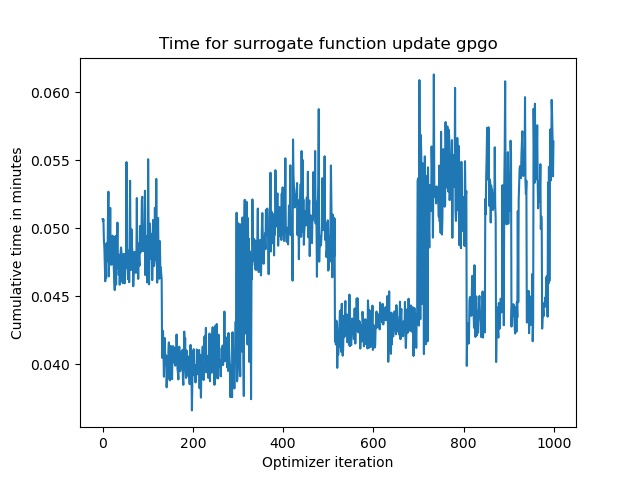 Time for surrogate function update gpgo
0.060
0.055
0.050
0.045
0.040
Cumulative time in minutes
0 200 400 600 800 1000
Optimizer iteration